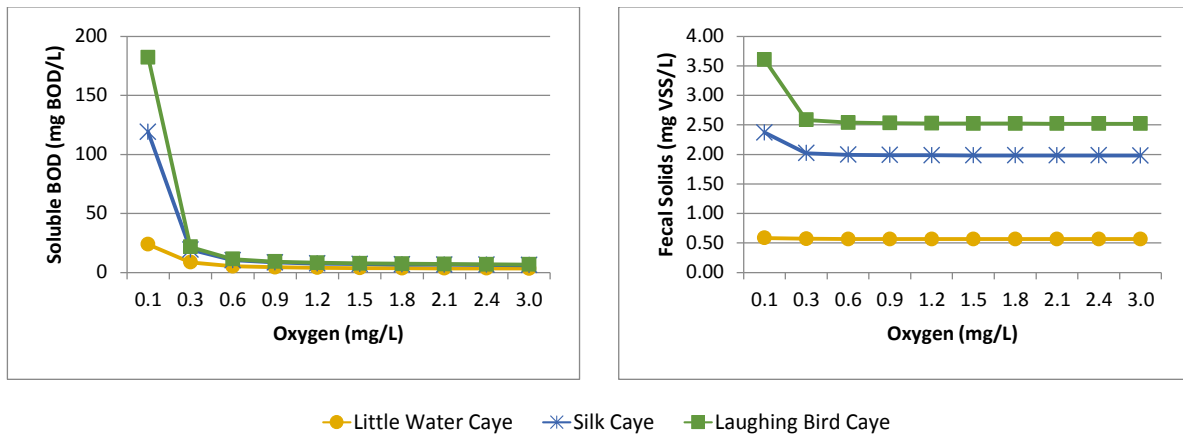 Soluble BOD (mg BOD/L)
200
150
100
50
0
0.1 0.3 0.6 0.9 1.2 1.5 1.8 2.1 2.4 3.0
Oxygen (mg/L)
Fecal Solids (mg VSS/L)
4.00
3.50
3.00
2.50
2.00
1.50
1.00
0.50
0.00
0.1 0.3 0.6 0.9 1.2 1.5 1.8 2.1 2.4 3.0
Oxygen (mg/L)
Little Water Caye Silk Caye Laughing Bird Caye